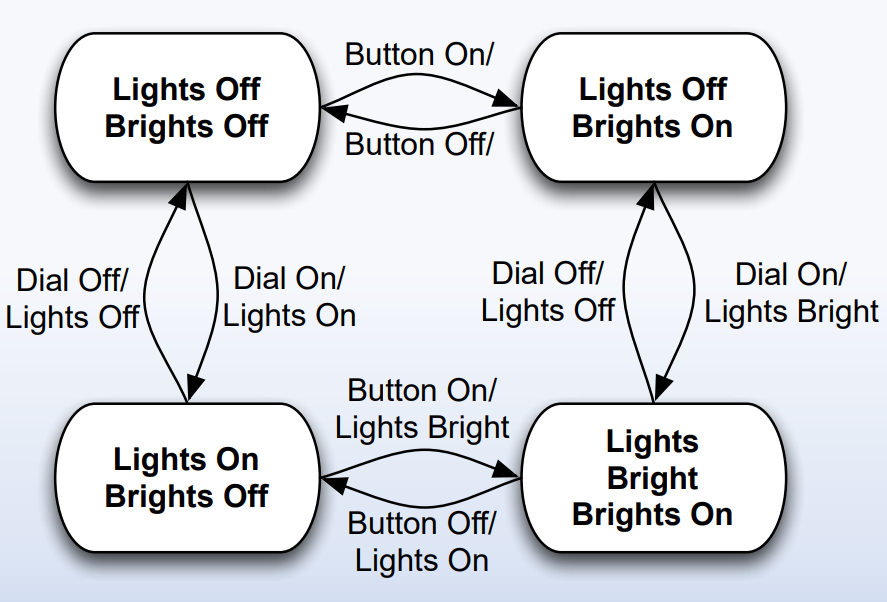 Lights Off
Brights Off
Button On/
Button Off/
Lights Off
Brights On
Dial Off/
Lights Off
Dial On/
Lights On
Dial Off/
Lights Off
Dial On/
Lights Bright
Lights On
Brights Off
Button On/
Lights Bright
Button Off/
Lights On
Lights
Bright
Brights On